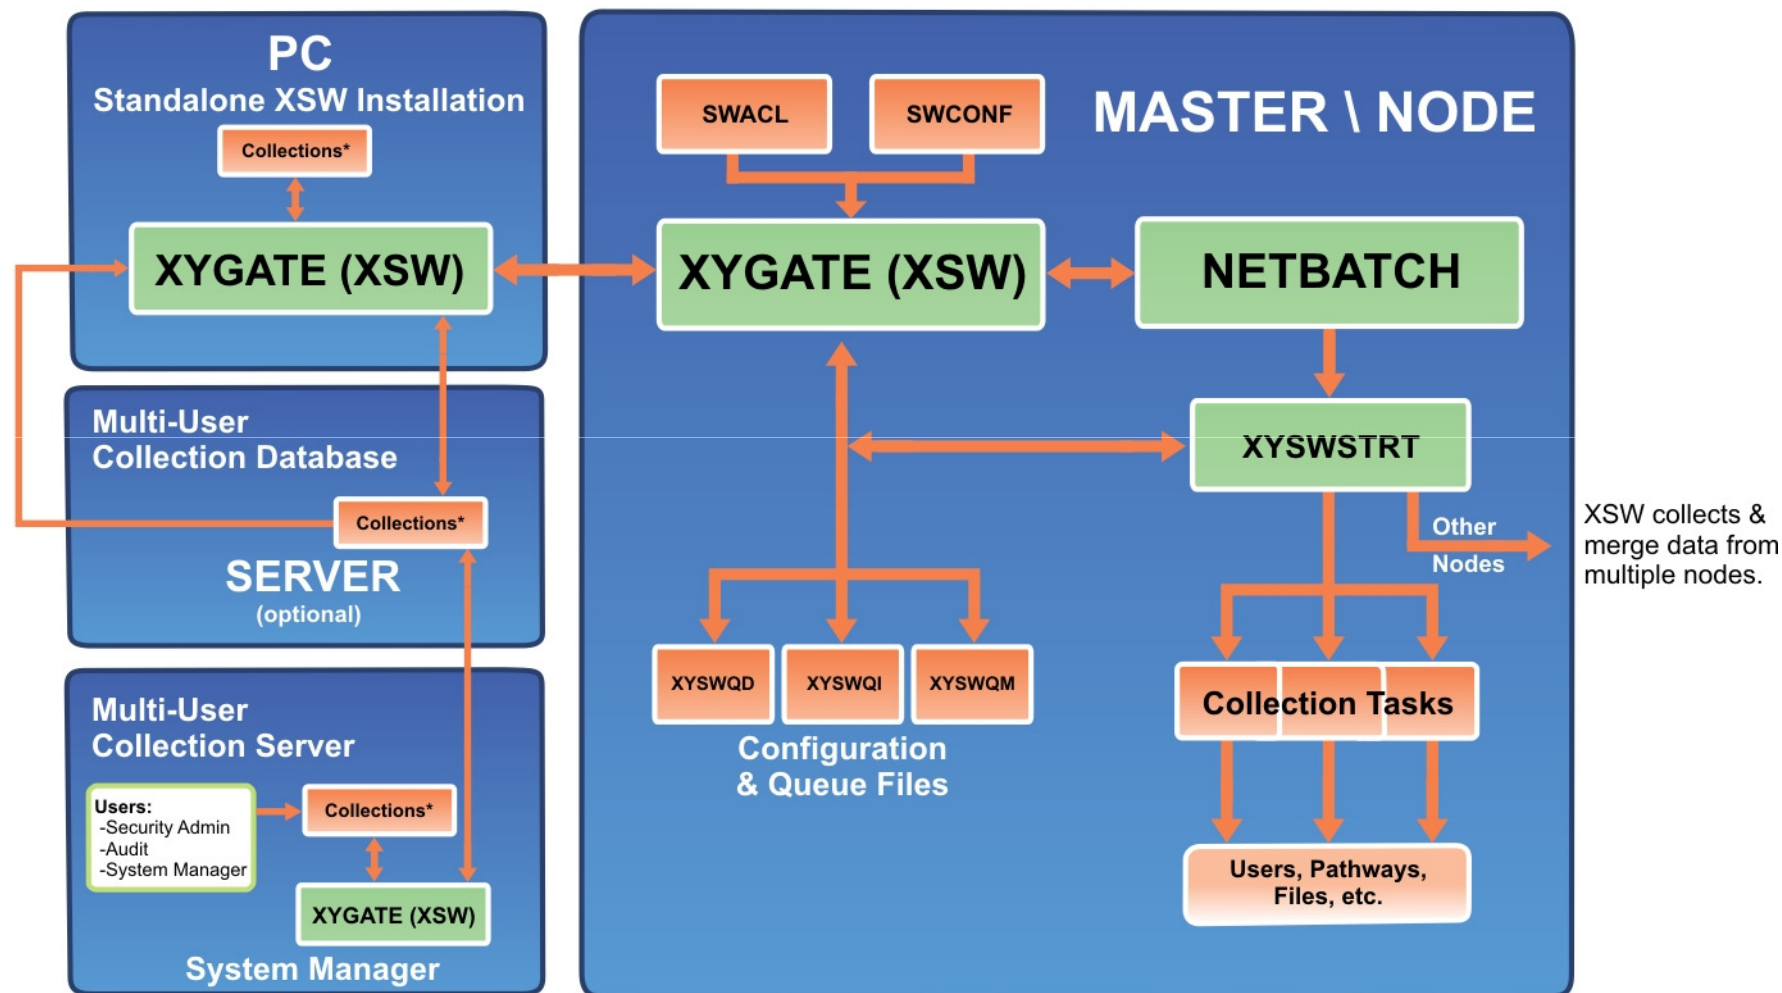 PC
Standalone XSW Installation
Collections*
XYGATE (XSW)
Multi-User
Collection Database
Collections*
SERVER
(optional)
Multi-User
Collection Server
Users:
-Security Admin
-Audit
-System Manager
Collections*
XYGATE (XSW)
System Manager
MASTER \ NODE
SWACL
SWCONF
XYGATE (XSW)
NETBATCH
XYSWSTRT
Other
Nodes
XSW collects &
merge data from
multiple nodes.
XYSWQD
XYSWQI
XYSWQM
Configuration
& Queue Files
Collection Tasks
Users, Pathways,
Files, etc.